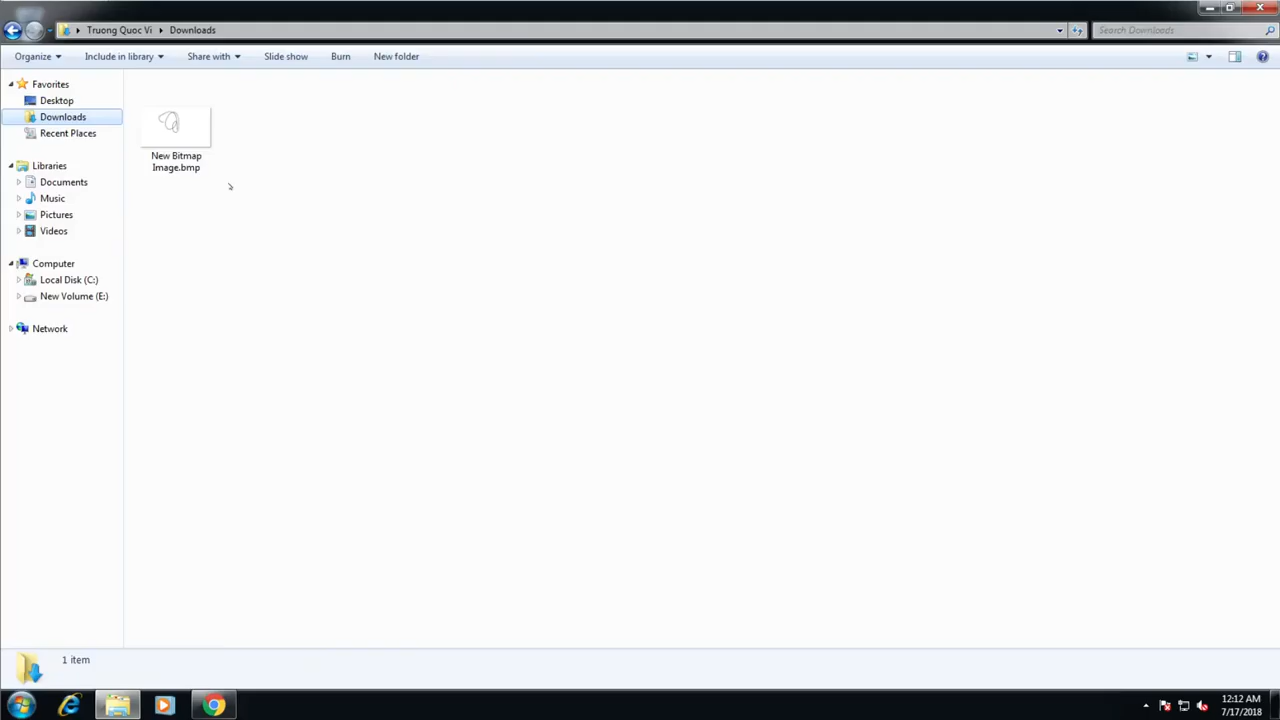 Truong Quoc Vi Downloads
Search Downloads
Organize Include in library Share with Slide show Burn New folder
Favorites
Desktop
Downloads
Recent Places
Libraries
Documents
Music
Pictures
Videos
Computer
Local Disk (C:)
New Volume (E:)
Network
New Bitmap
Image.bmp
1 item
12:12 AM
7/17/2018